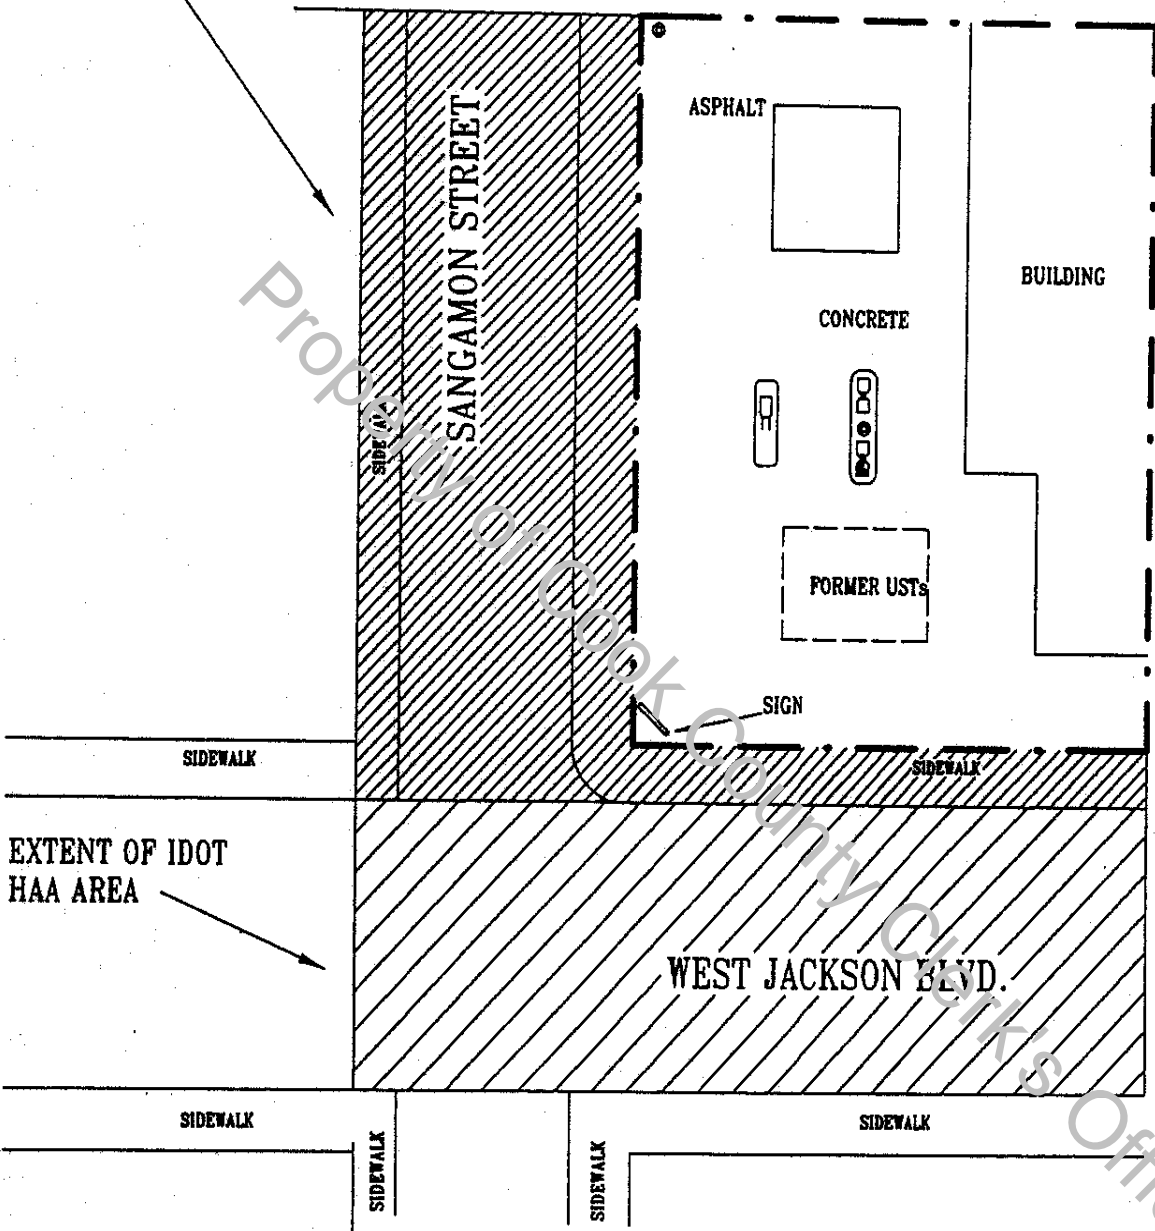 ASPHALT
SANGAMON STREET
BUILDING
CONCRETE
SIDEWALK
FORMER USTs
SIGN
SIDEWALK
SIDEWALK
EXTENT OF IDOT
HAA AREA
WEST JACKSON BLVD.
SIDEWALK
SIDEWALK
SIDEWALK
SIDEWALK
Property of Cook County Clerk's Offi